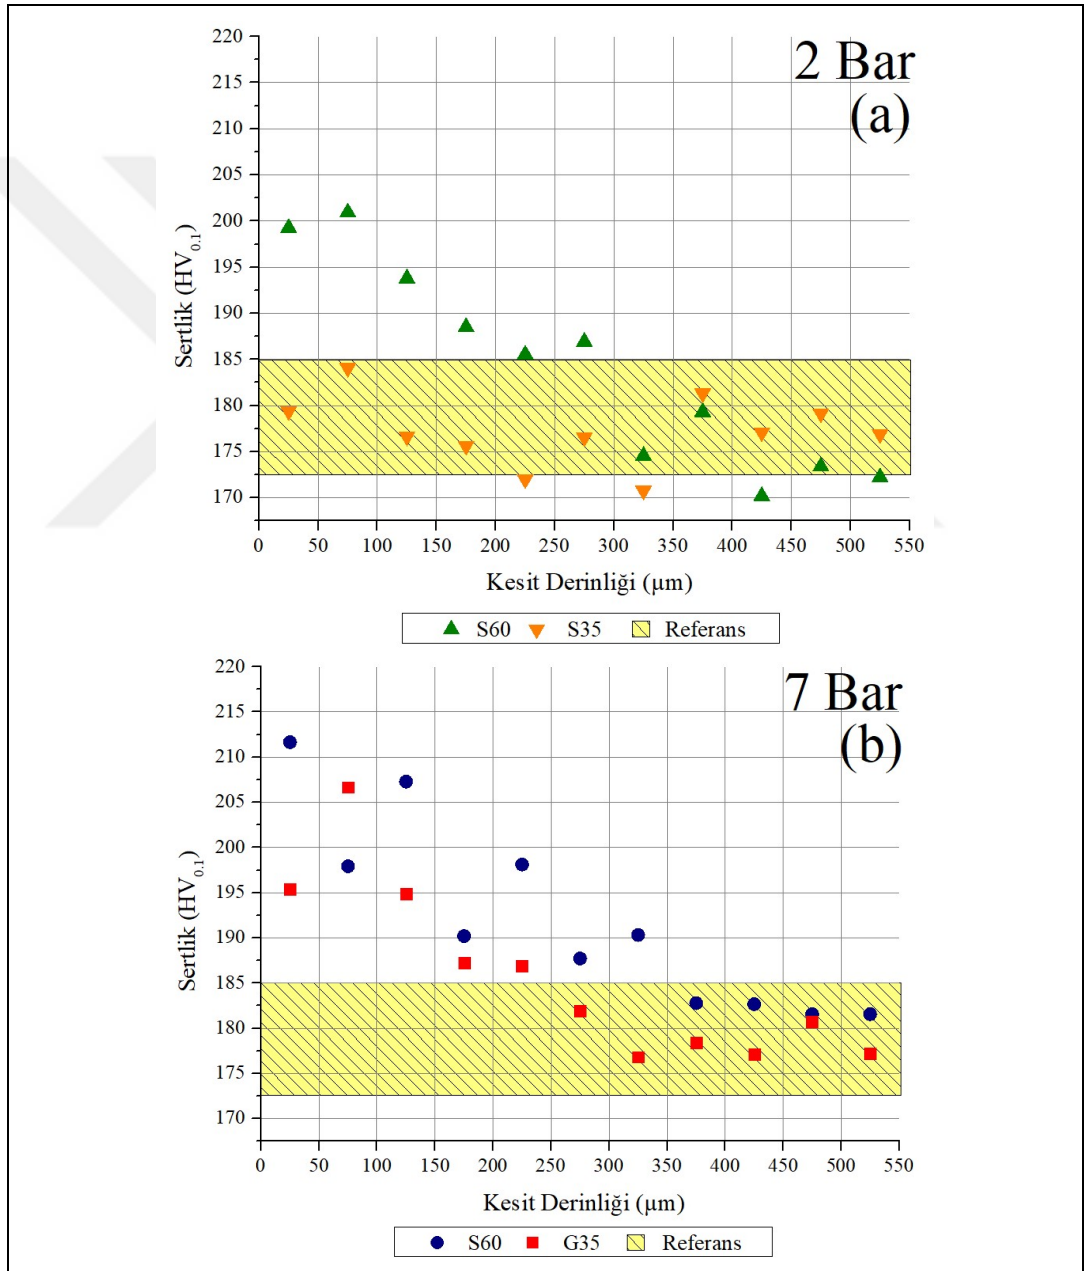 2 Bar
(a)
220
215
210
205
200
195
190
185
180
175
170
Sertlik (HV0.1)
0 50 100 150 200 250 300 350 400 450 500 550
Kesit Derinliği (µm)
S60 S35 Referans
7 Bar
(b)
220
215
210
205
200
195
190
185
180
175
170
Sertlik (HV0.1)
0 50 100 150 200 250 300 350 400 450 500 550
Kesit Derinliği (µm)
S60 G35 Referans